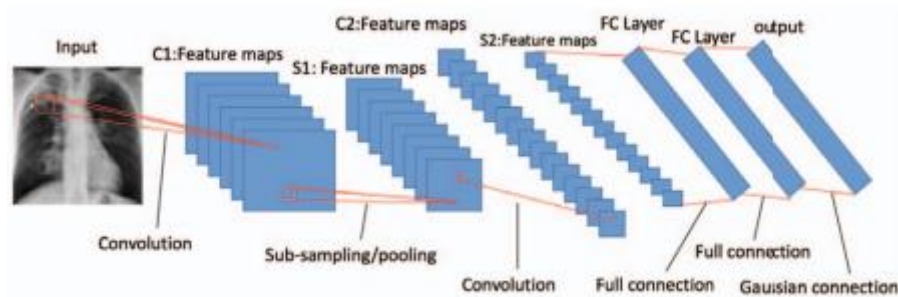 Input
C1:Feature maps
S1: Feature maps
C2:Feature maps
S2:Feature maps
FC Layer
FC Layer
output
Convolution
Sub-sampling/pooling
Convolution
Full connection
Full connection
Gaussian connection